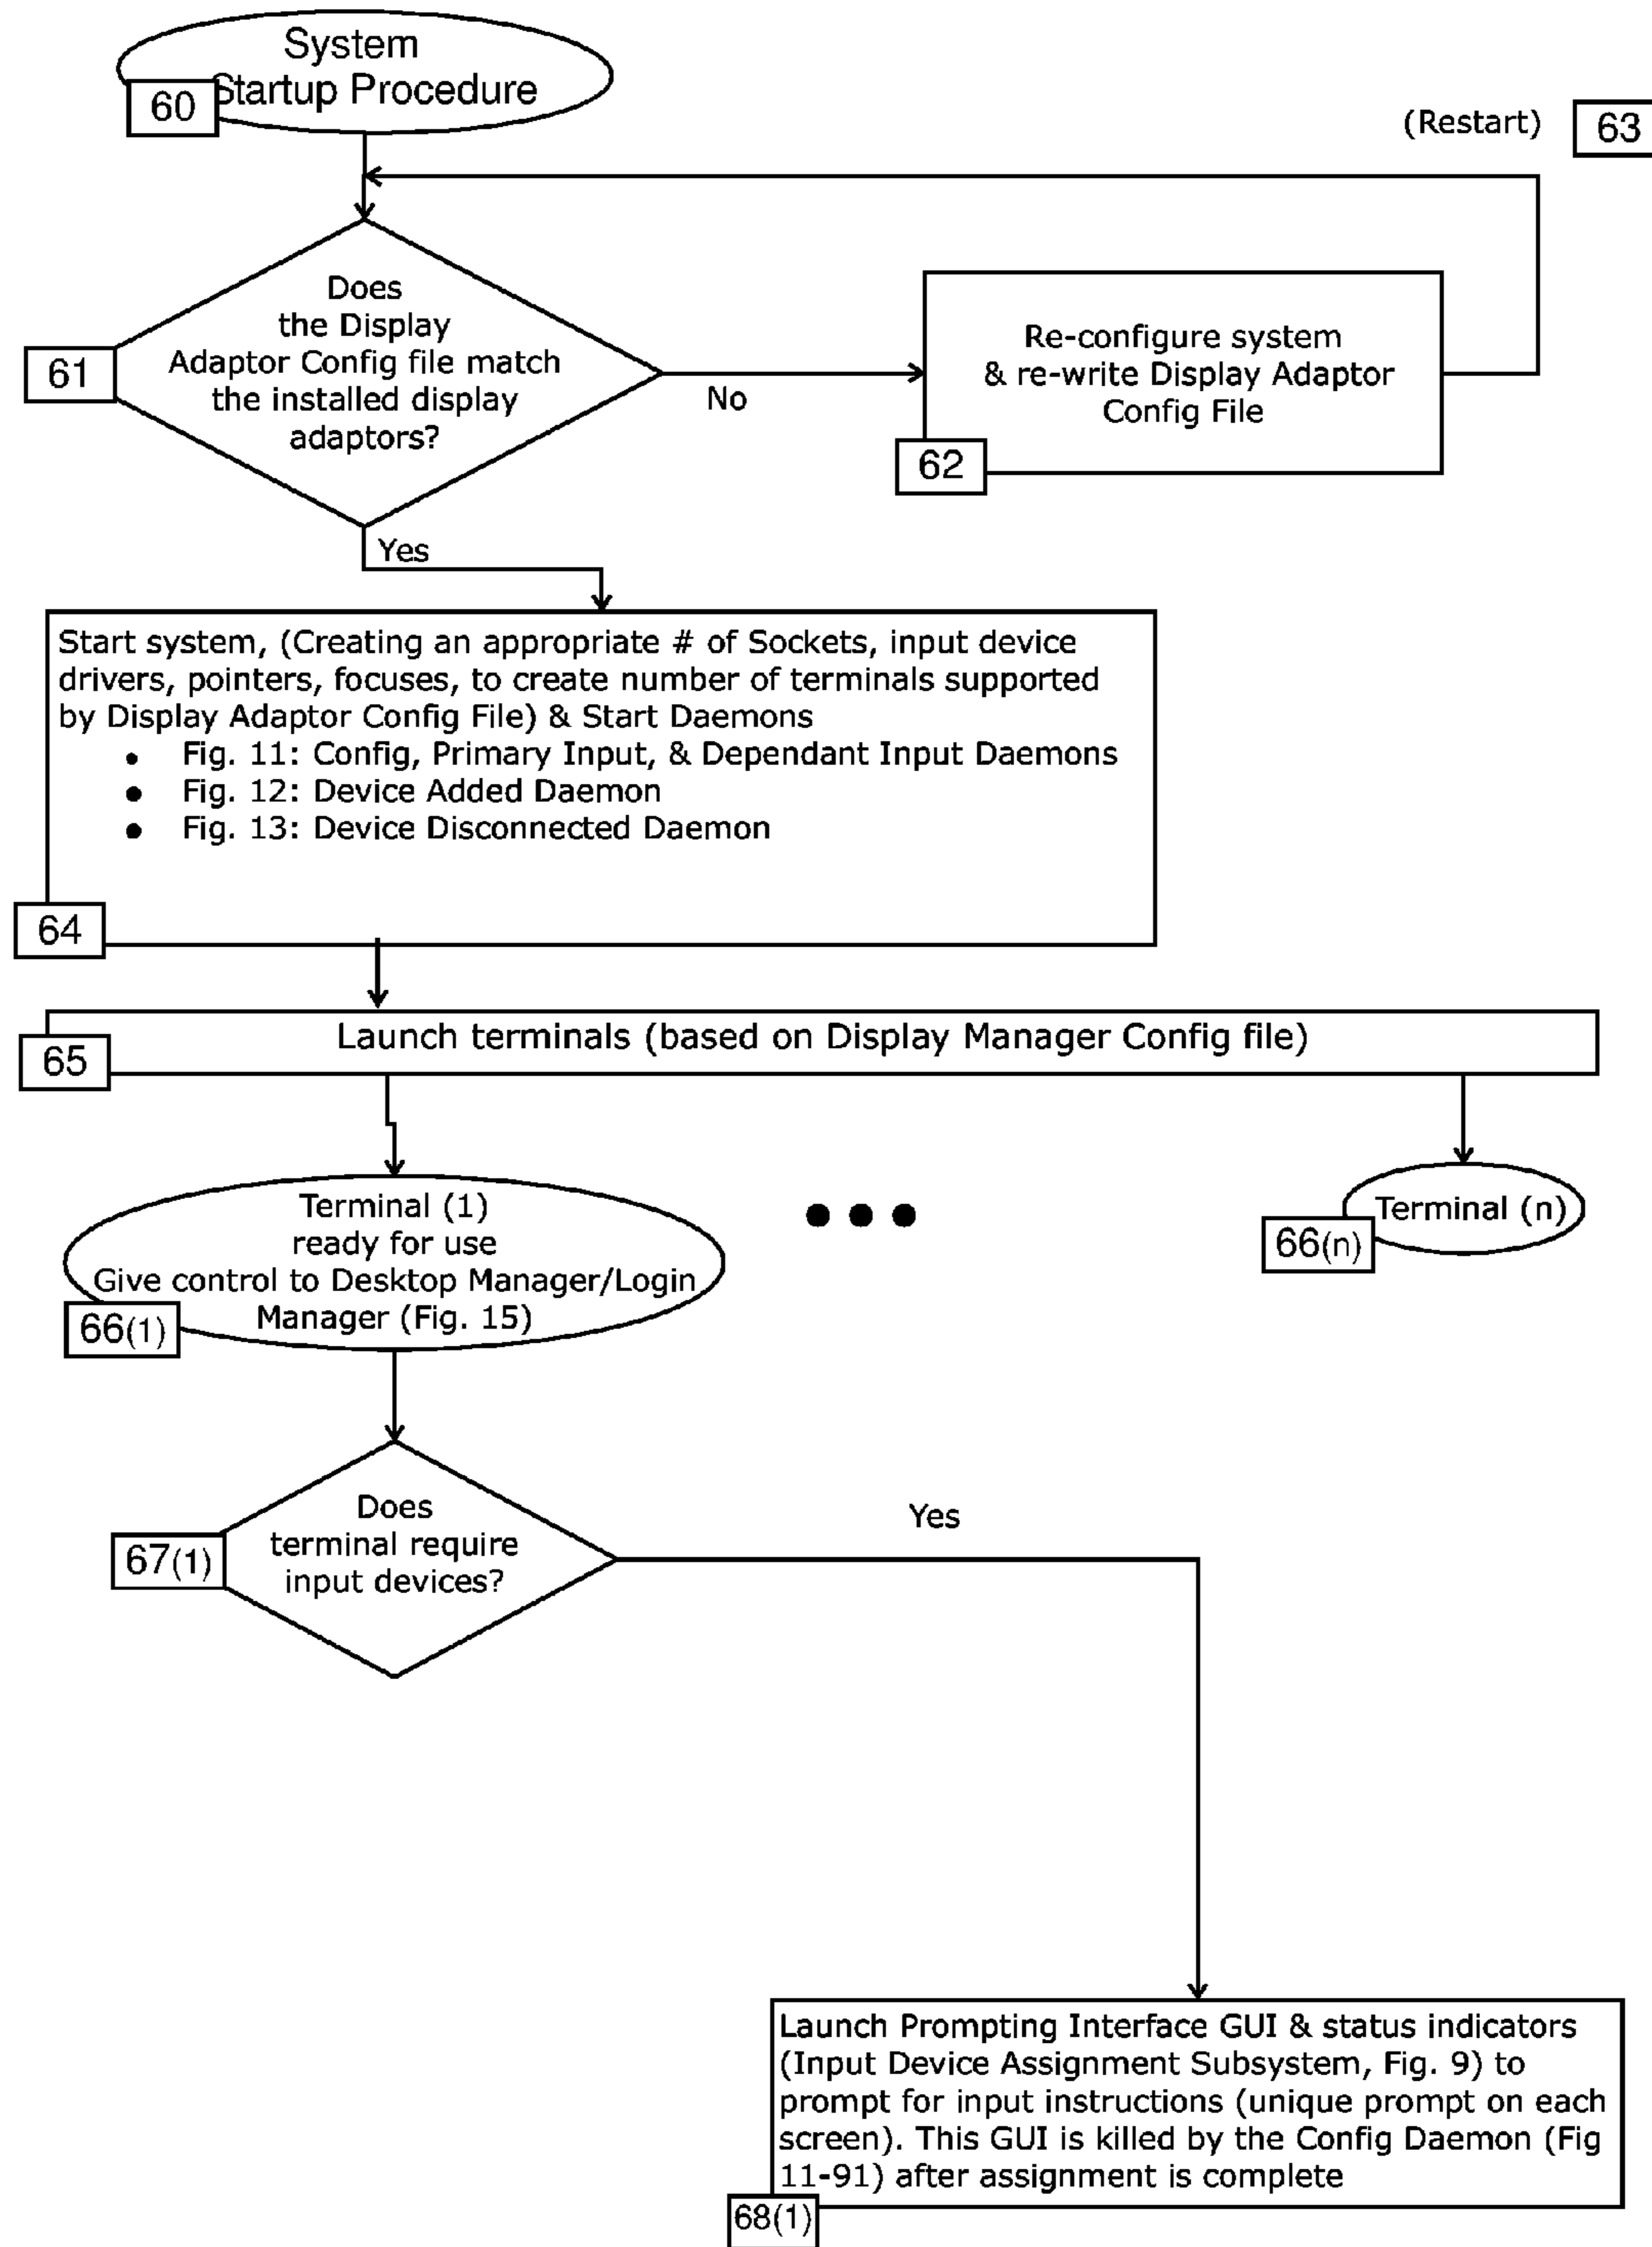 System
Startup Procedure
60
(Restart)
63
Does
the Display
Adaptor Config file match
the installed display
adaptors?
61
No
Re-configure system
& re-write Display Adaptor
Config File
62
Yes
Start system, (Creating an appropriate # of Sockets, input device
drivers, pointers, focuses, to create number of terminals supported
by Display Adaptor Config File) & Start Daemons
• Fig. 11: Config, Primary Input, & Dependant Input Daemons
• Fig. 12: Device Added Daemon
• Fig. 13: Device Disconnected Daemon
64
Launch terminals (based on Display Manager Config file)
65
Terminal (1)
ready for use
Give control to Desktop Manager/Login
Manager (Fig. 15)
66(1)
Terminal (n)
66(n)
Does
terminal require
input devices?
67(1)
Yes
Launch Prompting Interface GUI & status indicators
(Input Device Assignment Subsystem, Fig. 9) to
prompt for input instructions (unique prompt on each
screen). This GUI is killed by the Config Daemon (Fig
11-91) after assignment is complete
68(1)